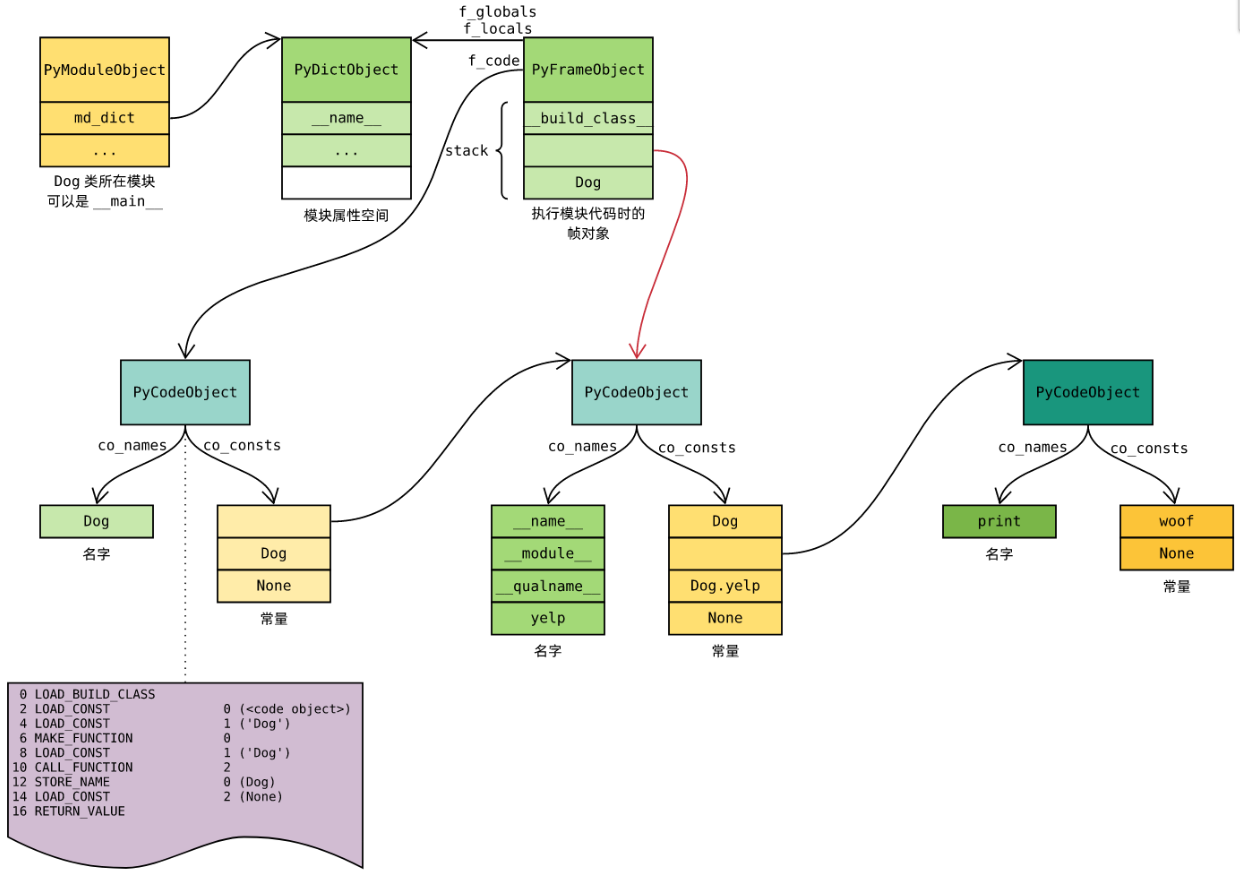 f_globals
f_locals
PyModuleObject
md_dict
...
Dog 类所在模块
可以是 __main__
PyDictObject
__name__
...
模块属性空间
f_code
PyFrameObject
__build_class__
stack
Dog
执行模块代码时的
帧对象
PyCodeObject
co_names
co_consts
Dog
名字
Dog
None
常量
PyCodeObject
co_names
co_consts
__name__
__module__
__qualname__
yelp
名字
Dog
Dog.yelp
None
常量
PyCodeObject
co_names
co_consts
print
名字
woof
None
常量
0 LOAD_BUILD_CLASS
2 LOAD_CONST 0 (<code object>)
4 LOAD_CONST 1 ('Dog')
6 MAKE_FUNCTION 0
8 LOAD_CONST 1 ('Dog')
10 CALL_FUNCTION 2
12 STORE_NAME 0 (Dog)
14 LOAD_CONST 2 (None)
16 RETURN_VALUE